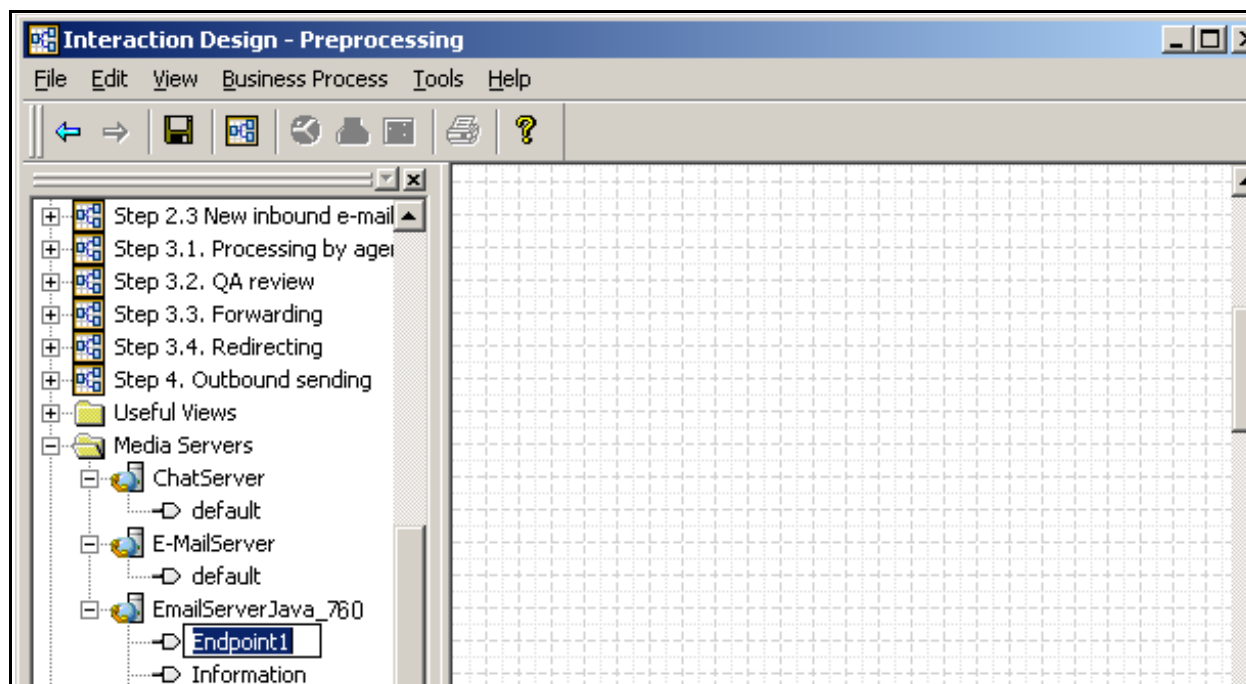 Interaction Design - Preprocessing
File Edit View Business Process Tools Help
Step 2.3 New inbound e-mail
Step 3.1. Processing by
Step 3.2. QA review
Step 3.3. Forwarding
Step 3.4. Redirecting
Step 4. Outbound sending
Useful Views
Media Servers
ChatServer
default
E-MailServer
default
EmailServerJava_760
Endpoint1
Information